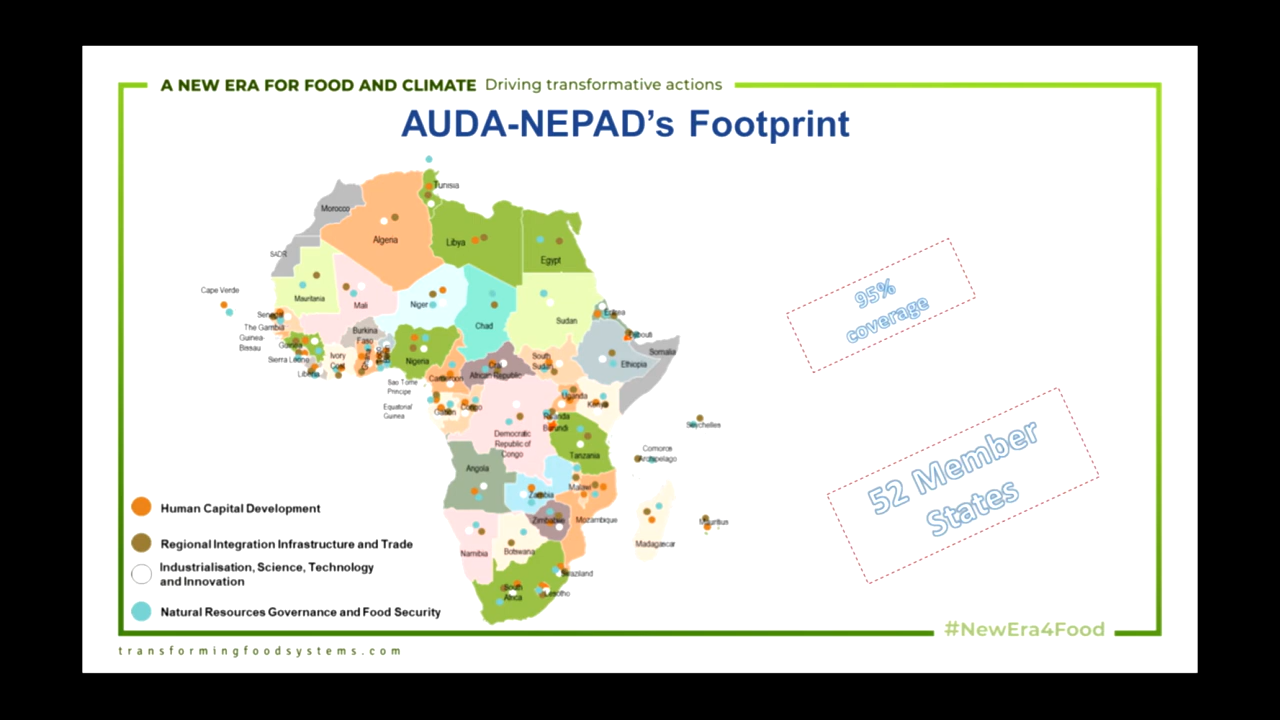 A NEW ERA FOR FOOD AND CLIMATE Driving transformative actions
AUDA-NEPAD's Footprint
Tunisia
Morocco
Algeria
Libya
Egypt
SADR
Cape Verde
Mauritania
Mali
Niger
Chad
Sudan
Eritrea
Djibouti
Somalia
Senegal
The Gambia
Guinea-
Bissau
Guinea
Sierra Leone
Liberia
Burkina
Faso
Ivory
Cost
Nigeria
Cameroon
African Republic
South
Sudan
Ethiopia
Sao Tome
Principe
Equatorial
Guinea
Gabon
Congo
Uganda
Kenya
Rwanda
Burundi
Democratic
Republic of
Congo
Tanzania
Seychelles
Comoros
Archipelago
Angola
Zambia
Malawi
Mozambique
Zimbabwe
Mauritius
Madagascar
Namibia
Botswana
Swaziland
South
Africa
Lesotho
95%
coverage
52 Member
States
Human Capital Development
Regional Integration Infrastructure and Trade
Industrialisation, Science, Technology
and Innovation
Natural Resources Governance and Food Security
#NewEra4Food
transformingfoodsystems.com